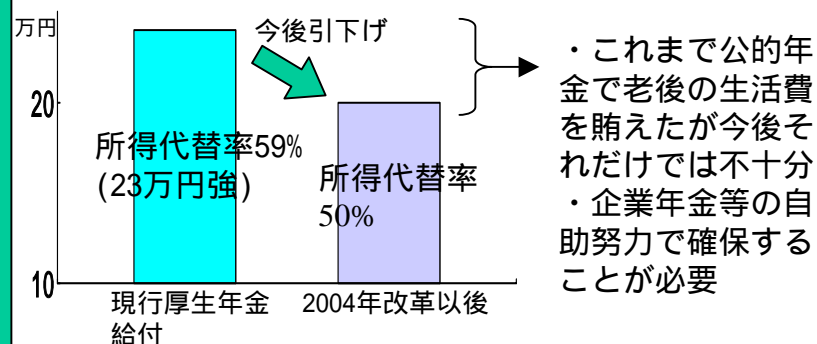 万円
今後引下げ
20
所得代替率59%
(23万円強)
所得代替率
50%
10
現行厚生年金
給付
2004年改革以後
・これまで公的年
金で老後の生活費
を賄えたが今後そ
れだけでは不十分
・企業年金等の自
助努力で確保する
ことが必要